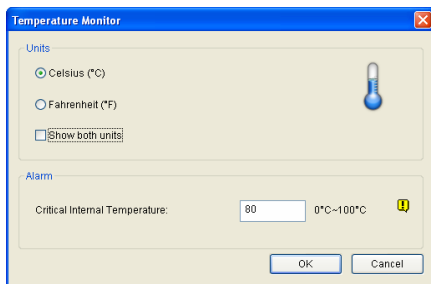 Temperature Monitor
Units
Celsius (°C)
Fahrenheit (°F)
Show both units
Alarm
Critical Internal Temperature: 80 0°C~100°C
OK Cancel